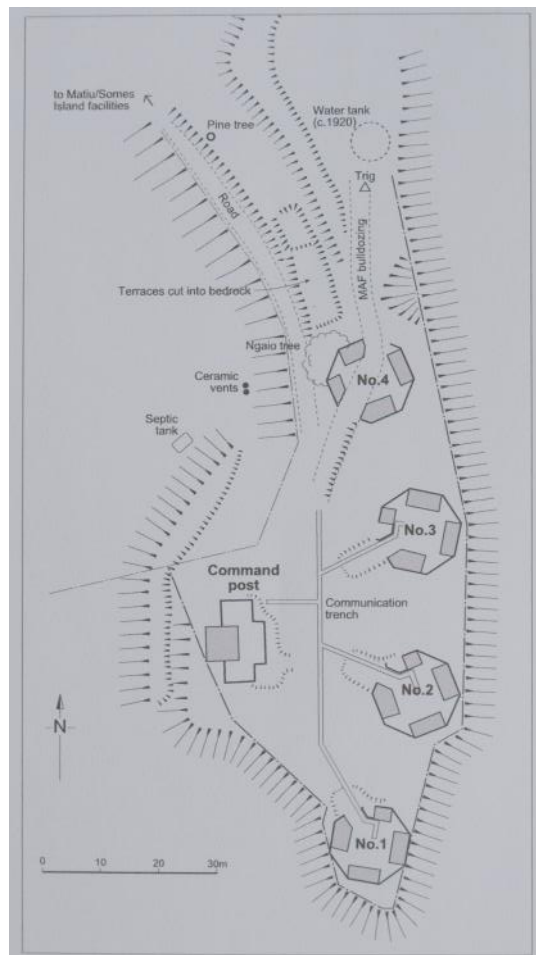 to Matiu/Somes
Island facilities
Pine tree
Water tank
(c.1920)
Trig
Road
MAF bulldozing
Terraces cut into bedrock
Ngaio tree
No.4
Ceramic
vents
Septic
tank
No.3
Command
post
Communication
trench
No.2
N
No.1
0 10 20 30m